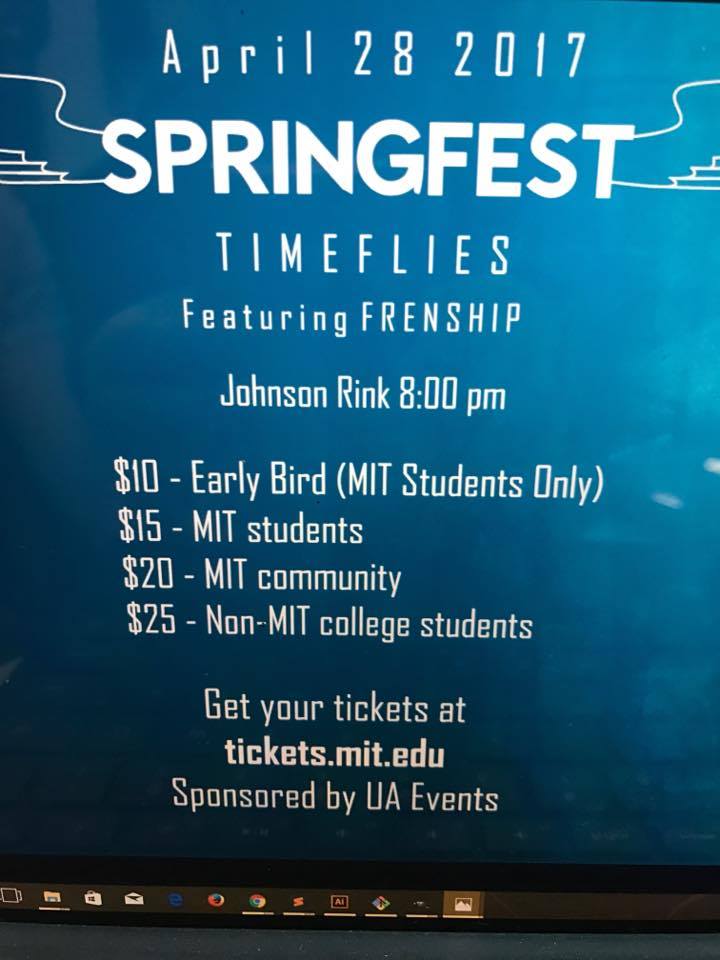 April 28 2017
SPRINGFEST
TIMEFLIES
Featuring FRENSHIP
Johnson Rink 8:00 pm
$10 - Early Bird (MIT Students Only)
$15 - MIT students
$20 - MIT community
$25 - Non-MIT college students
Get your tickets at
tickets.mit.edu
Sponsored by UA Events
Ai